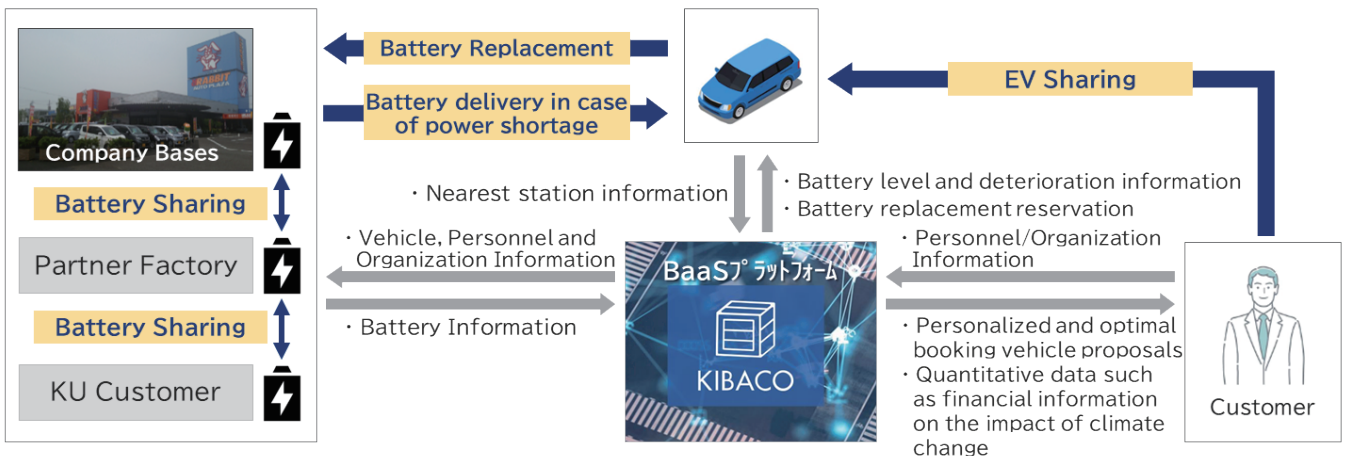 Battery Replacement
Battery delivery in case
of power shortage
EV Sharing
RABBIT
Company Bases
Battery Sharing
Partner Factory
Battery Sharing
KU Customer
・Nearest station information
・Battery level and deterioration information
・Battery replacement reservation
・Vehicle, Personnel and
Organization Information
・Battery Information
BaaSプラットフォーム
KIBACO
・Personnel/Organization
Information
・Personalized and optimal
booking vehicle proposals
・Quantitative data such
as financial information
on the impact of climate
change
Customer